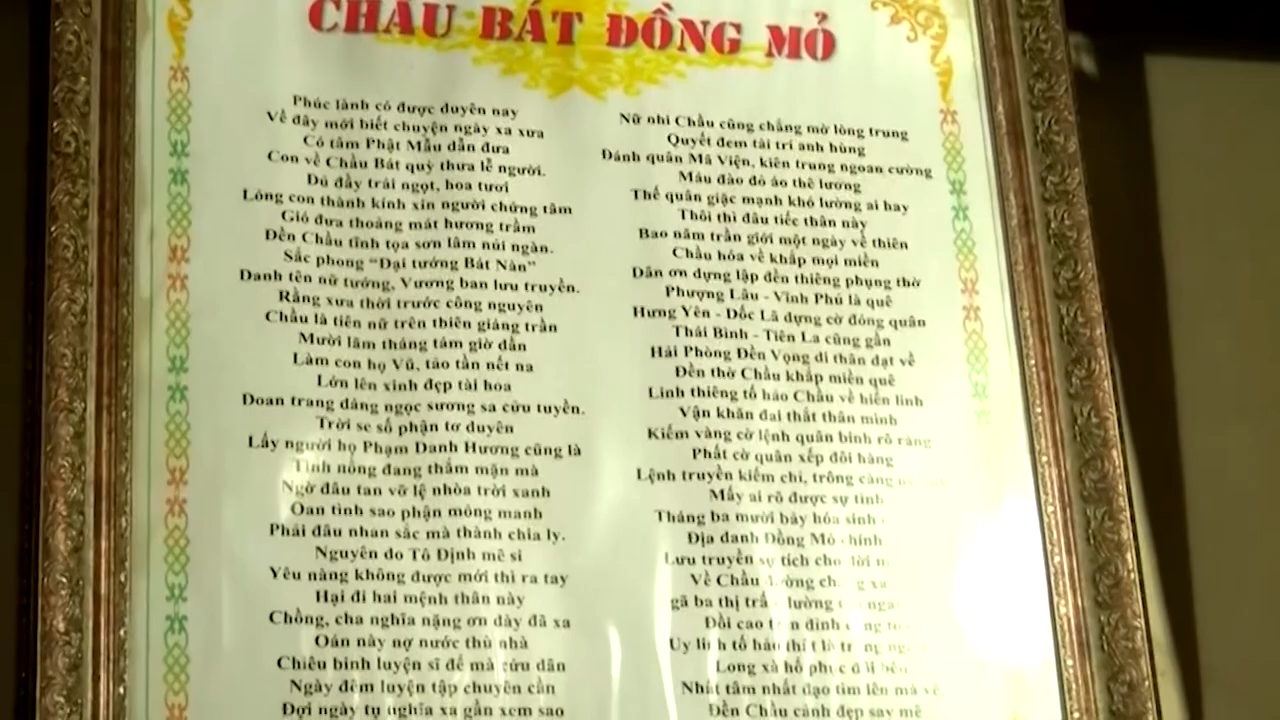 CHẦU BÁT ĐỒNG MỎ
Phúc lành có được duyên nay
Về đây mới biết chuyện ngày xa xưa
Có tâm Phật Mẫu dẫn đưa
Con về Chầu Bát quỳ thưa lễ người.
Đủ đầy trái ngọt, hoa tươi
Lòng con thành kính xin người chứng tâm
Gió đưa thoảng mát hương trầm
Đền Chầu tĩnh tọa sơn lâm núi ngàn.
Sắc phong “Đại tướng Bát Nàn”
Danh tên nữ tướng, Vương ban lưu truyền.
Rằng xưa thời trước công nguyên
Chầu là tiên nữ trên thiên giáng trần
Mười lăm tháng tám giờ dần
Làm con họ Vũ, tảo tần nết na
Lớn lên xinh đẹp tài hoa
Đoan trang dáng ngọc sương sa cửu tuyền.
Trời se số phận tơ duyên
Lấy người họ Phạm Danh Hương cũng là
Tình nồng đang thắm mặn mà
Ngờ đâu tan vỡ lệ nhòa trời xanh
Oan tình sao phận mỏng manh
Phải đâu nhan sắc mà thành chia ly.
Nguyên do Tô Định mê si
Yêu nàng không được mới thì ra tay
Hại đi hai mệnh thân này
Chồng, cha nghĩa nặng ơn dày đã xa
Oán này nợ nước thù nhà
Chiêu binh luyện sĩ để mà cứu dân
Ngày đêm luyện tập chuyên cần
Đợi ngày tụ nghĩa xa gần xem sao
Nữ nhi Chầu cũng chẳng mờ lòng trung
Quyết đem tài trí anh hùng
Đánh quân Mã Viện, kiên trung ngoan cường
Máu đào đỏ áo thê lương
Thế quân giặc mạnh khó lường ai hay
Thôi thì đâu tiếc thân này
Bao năm trần giới một ngày về thiên
Chầu hóa về khắp mọi miền
Dân ơn dựng lập đền thiêng phụng thờ
Phượng Lâu - Vĩnh Phú là quê
Hưng Yên - Dốc Lã dựng cờ đóng quân
Thái Bình - Tiên La cũng gần
Hải Phòng Đền Vọng di thân đạt về
Đền thờ Chầu khắp miền quê
Linh thiêng tố hảo Chầu về hiển linh
Vận khăn đai thắt thân mình
Kiếm vàng cờ lệnh quân binh rõ ràng
Phất cờ quân xếp đôi hàng
Lệnh truyền kiếm chỉ, trông càng
Mấy ai rõ được sự tình
Tháng ba mười bảy hóa sinh
Địa danh Đồng Mỏ
Lưu truyền sự tích cho
Về Chầu
thị lường
Đồi cao
Uy linh tố hảo
Long xà hổ phục
Nhất tâm nhất đạo tìm lên mà về
Đền Chầu cảnh đẹp say mê